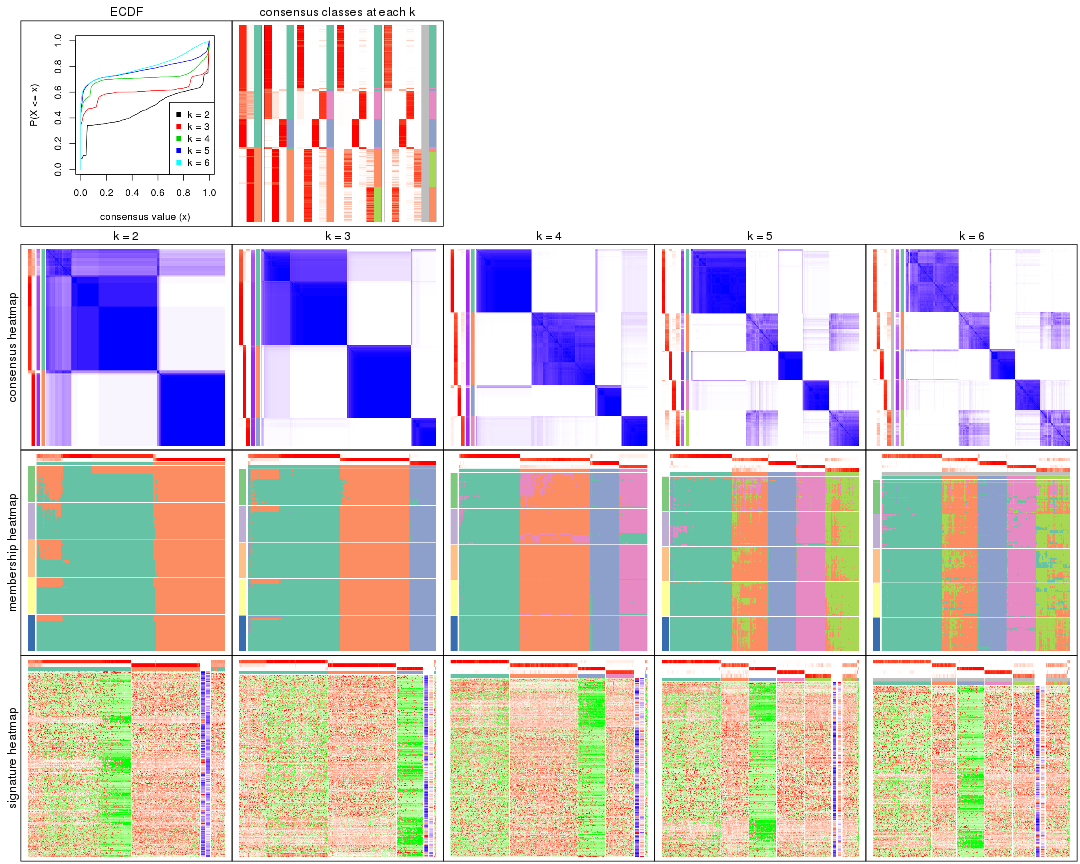 ECDF
consensus classes at each k
P(X <= x)
0.0 0.2 0.4 0.6 0.8 1.0
k = 2
k = 3
k = 4
k = 5
k = 6
0.0 0.2 0.4 0.6 0.8 1.0
consensus value (x)
k = 2
k = 3
k = 4
k = 5
k = 6
consensus heatmap
membership heatmap
signature heatmap